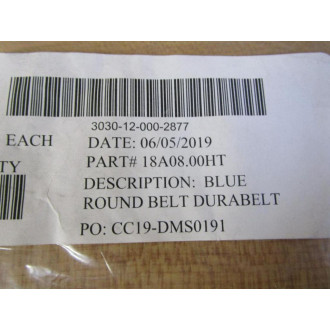 3030-12-000-2877
EACH
DATE: 06/05/2019
PART# 18A08.00HT
TY
DESCRIPTION: BLUE
ROUND BELT DURABELT
PO: CC19-DMS0191